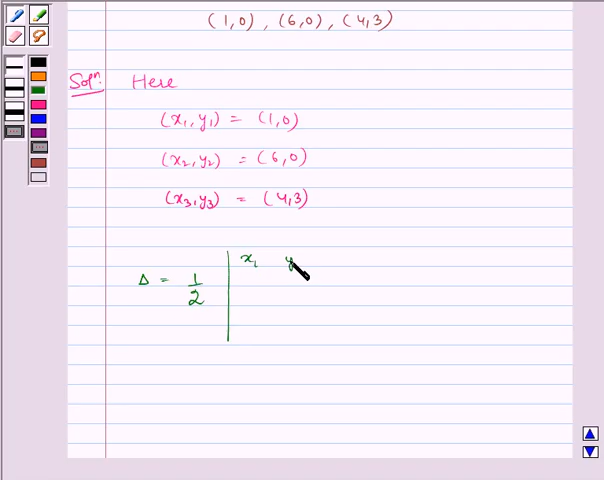 (1,0) , (6,0) , (4,3)
Solⁿ. Here
(x₁, y₁) = (1,0)
(x₂, y₂) = (6,0)
(x₃, y₃) = (4,3)
Δ = 1/2 | x₁ y